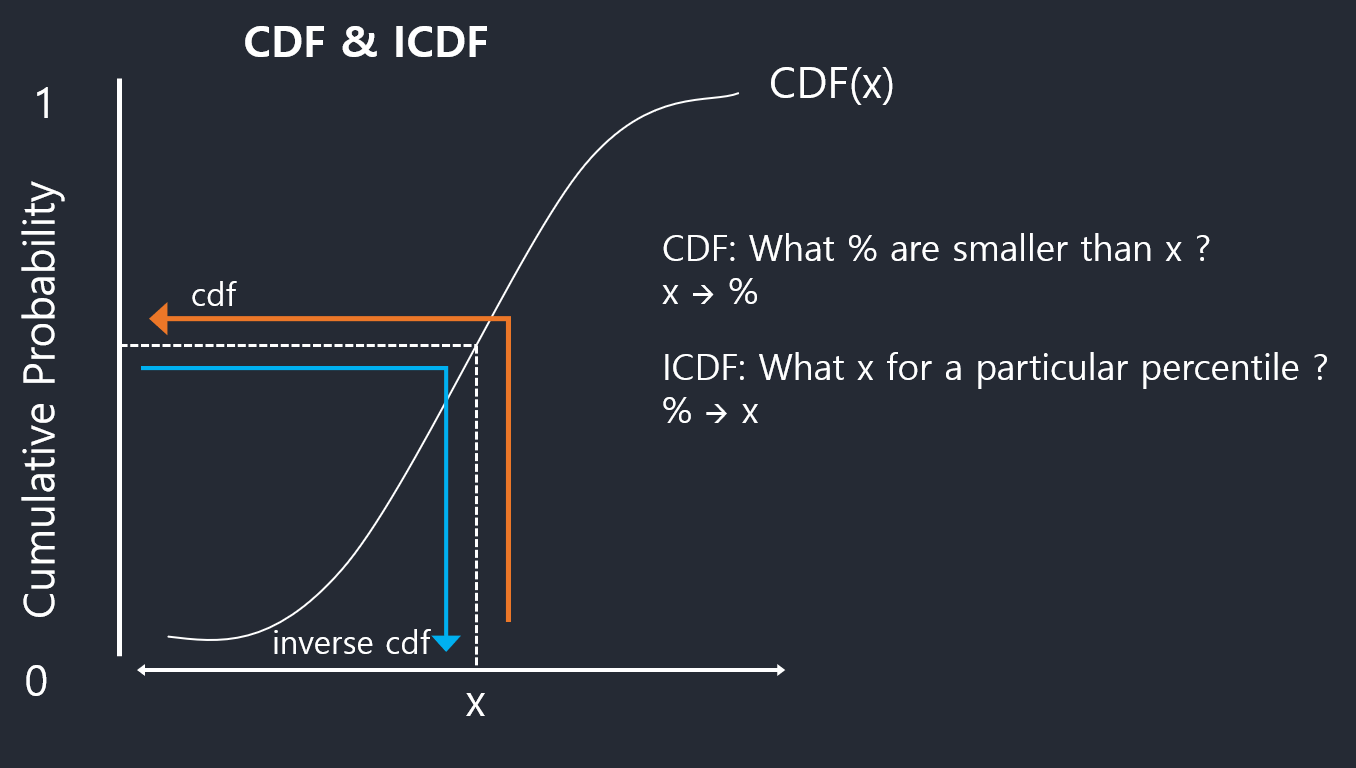 CDF & ICDF
1
CDF(x)
Cumulative Probability
CDF: What % are smaller than x ?
x → %
cdf
ICDF: What x for a particular percentile ?
% → x
inverse cdf
0
x